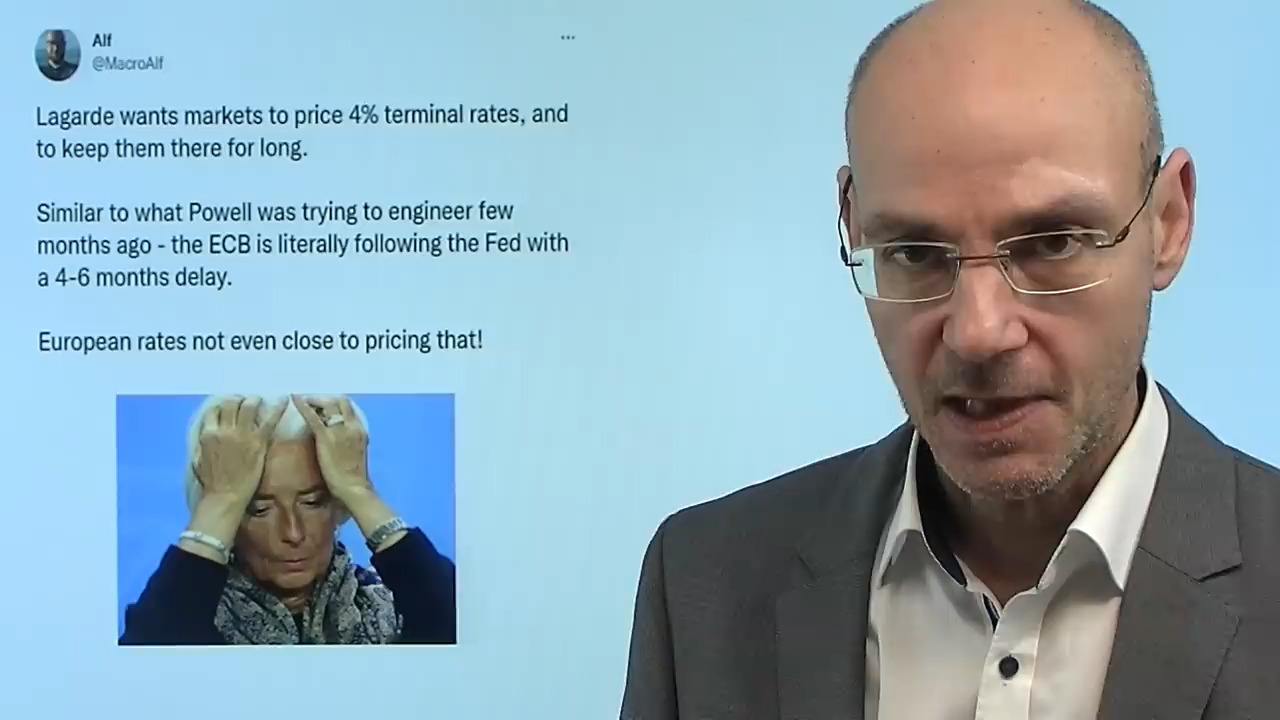 Alf
@MacroAlf
Lagarde wants markets to price 4% terminal rates, and
to keep them there for long.
Similar to what Powell was trying to engineer few
months ago - the ECB is literally following the Fed with
a 4-6 months delay.
European rates not even close to pricing that!